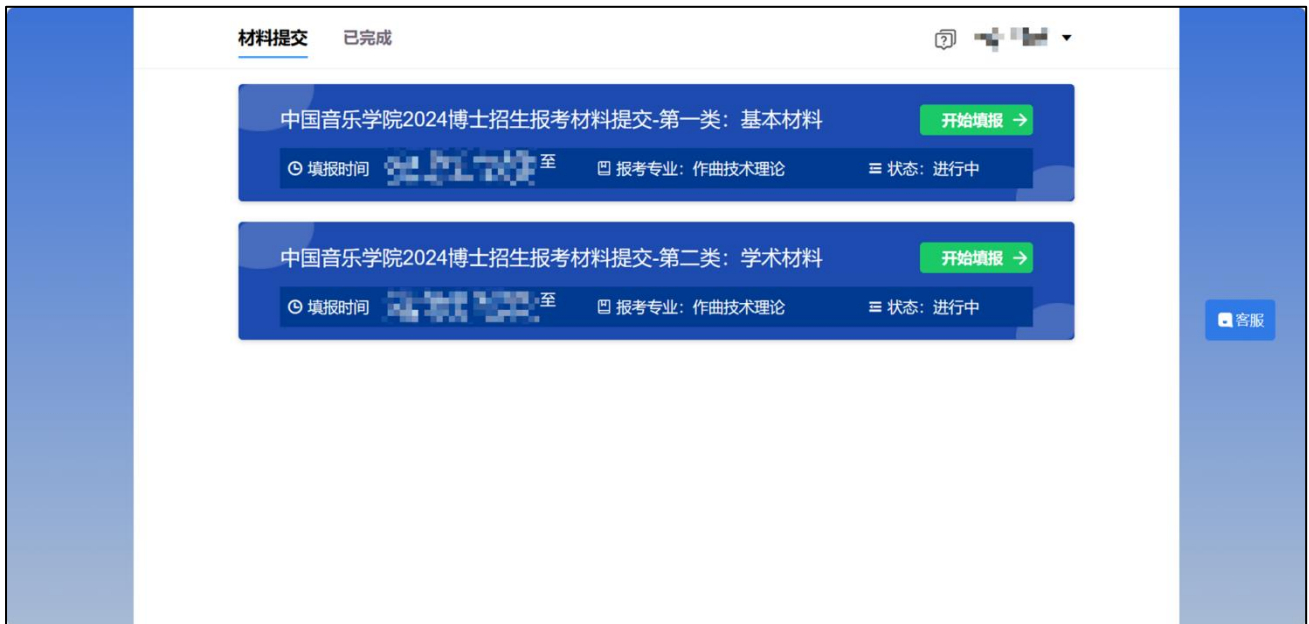 材料提交 已完成
中国音乐学院2024博士招生报考材料提交-第一类：基本材料 开始填报
填报时间 至 报考专业：作曲技术理论 状态：进行中
中国音乐学院2024博士招生报考材料提交-第二类：学术材料 开始填报
填报时间 至 报考专业：作曲技术理论 状态：进行中
客服